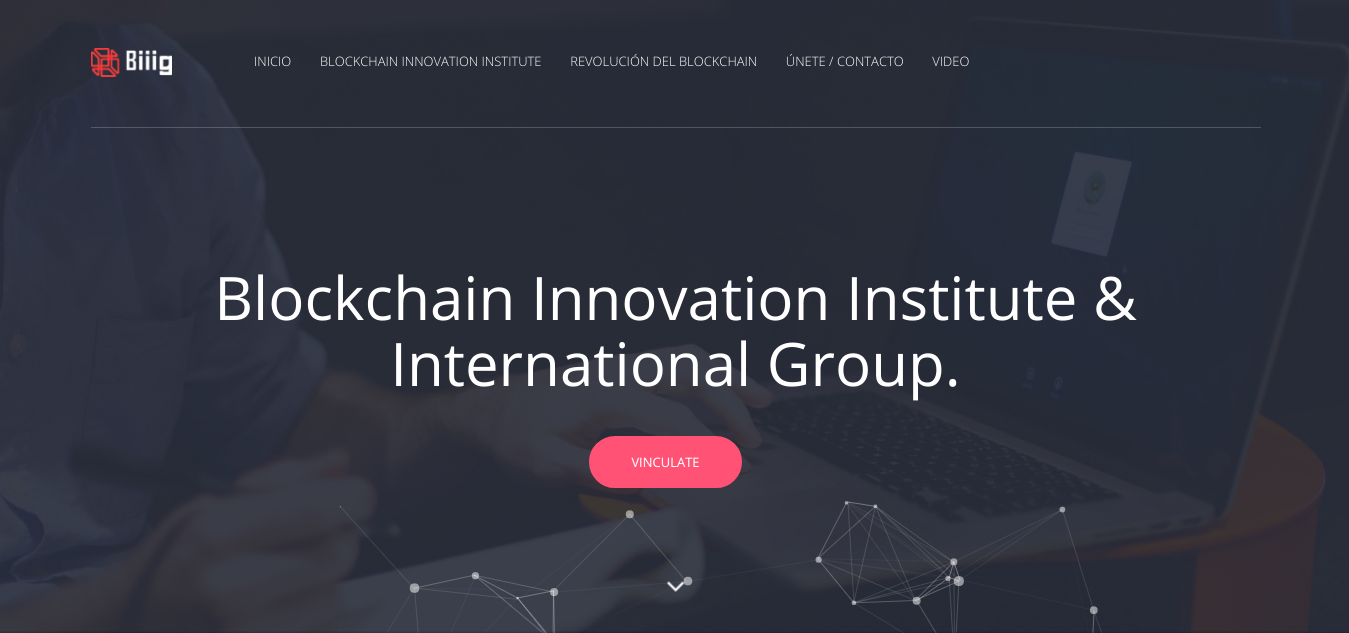 Biiig
INICIO
BLOCKCHAIN INNOVATION INSTITUTE
REVOLUCIÓN DEL BLOCKCHAIN
ÚNETE / CONTACTO
VIDEO
Blockchain Innovation Institute &
International Group.
VINCULATE